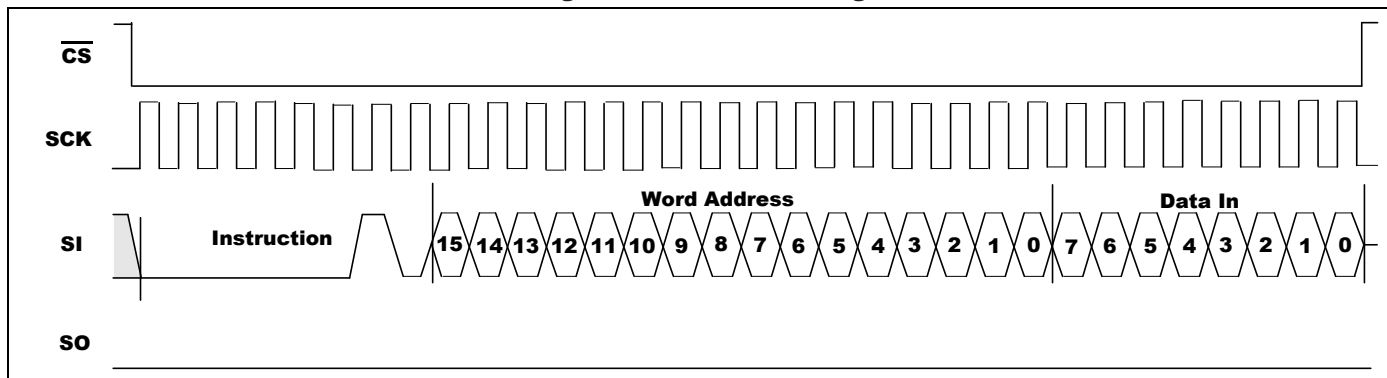 CS
SCK
Word Address
Data In
SI
Instruction
15 14 13 12 11 10 9 8 7 6 5 4 3 2 1 0 7 6 5 4 3 2 1 0
SO